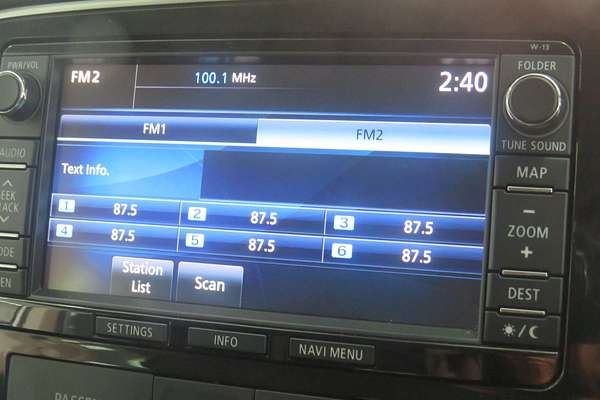 W-13
PWR/VOL
FOLDER
FM2
100.1 MHz
2:40
FM1
FM2
TUNE SOUND
AUDIO
Text Info.
MAP
1 87.5
2 87.5
3 87.5
4 87.5
5 87.5
6 87.5
ZOOM
Station
List
Scan
DEST
SETTINGS
INFO
NAVI MENU